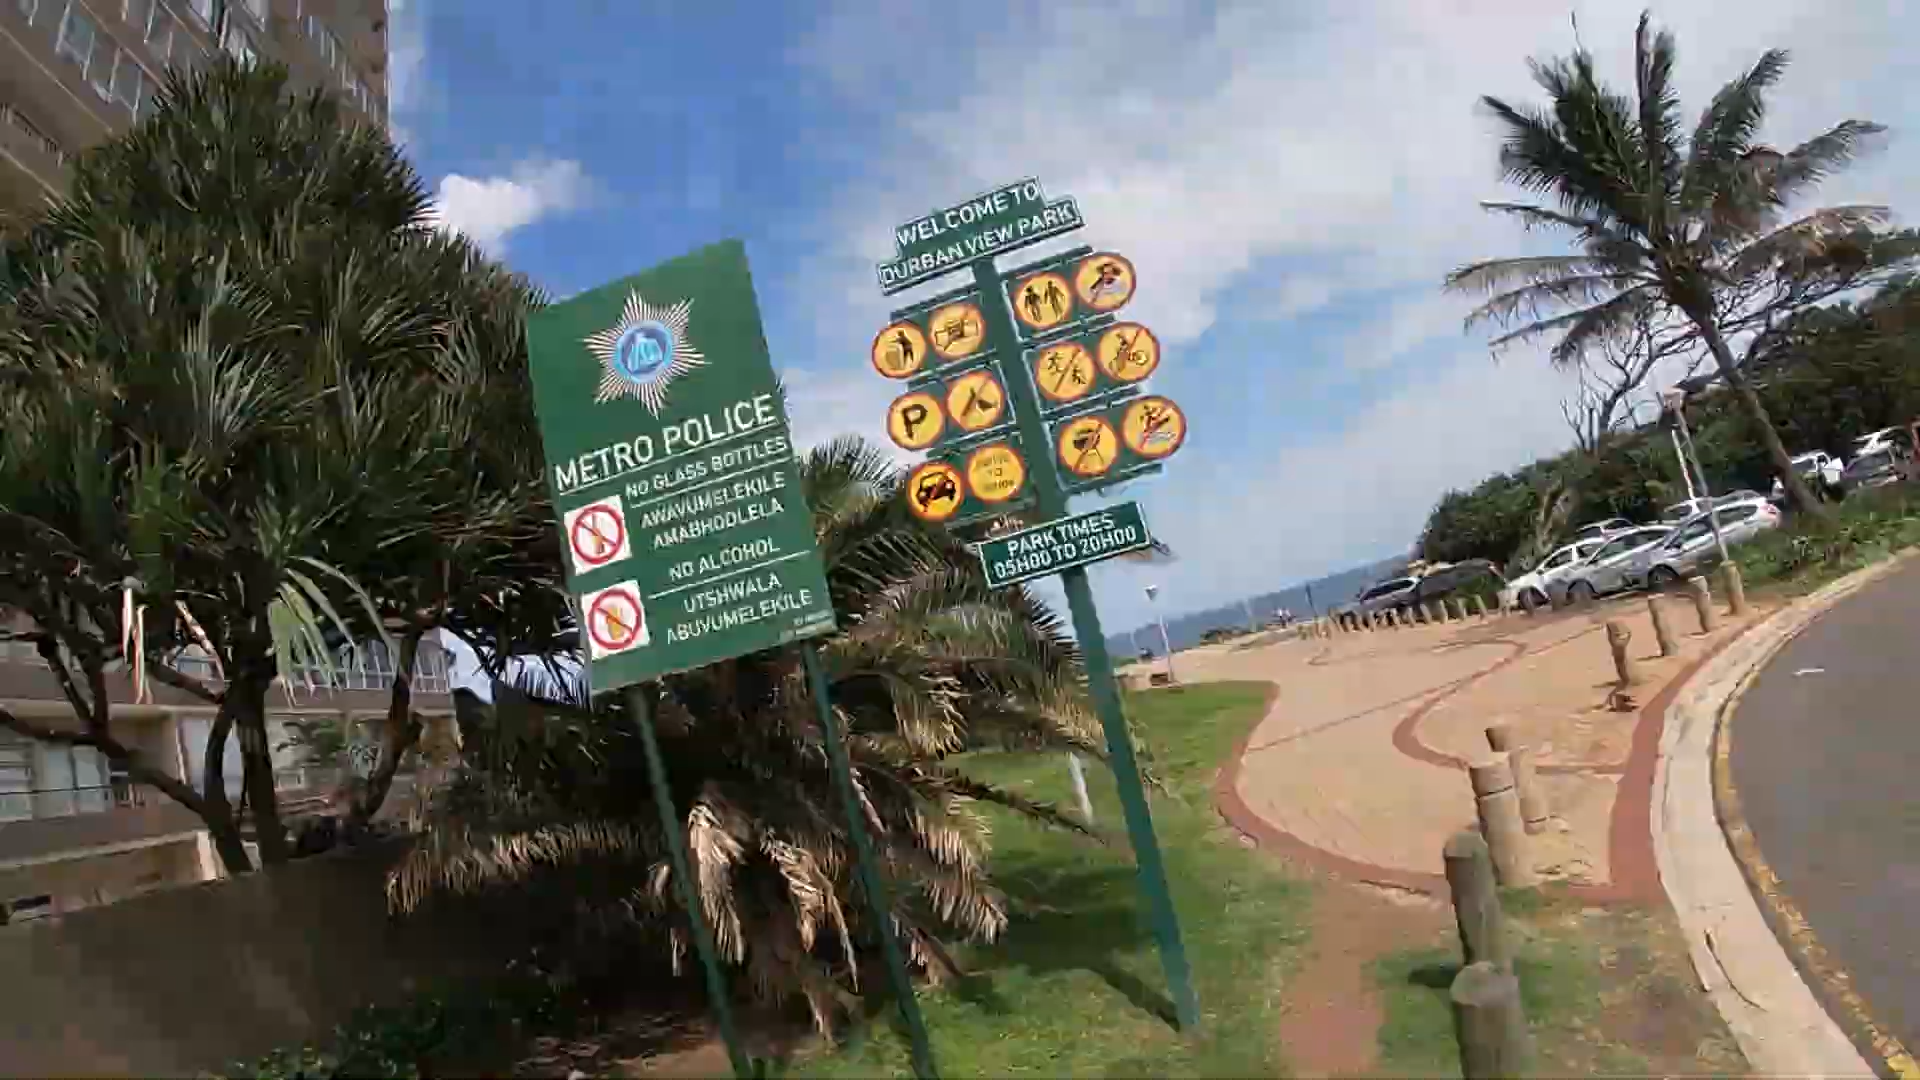 METRO POLICE
NO GLASS BOTTLES
AWAVUMELEKILE
AMABHODLELA
NO ALCOHOL
UTSHWALA
ABUVUMELEKILE
WELCOME TO
DURBAN VIEW PARK
P
PARK TIMES
05H00 TO 20H00